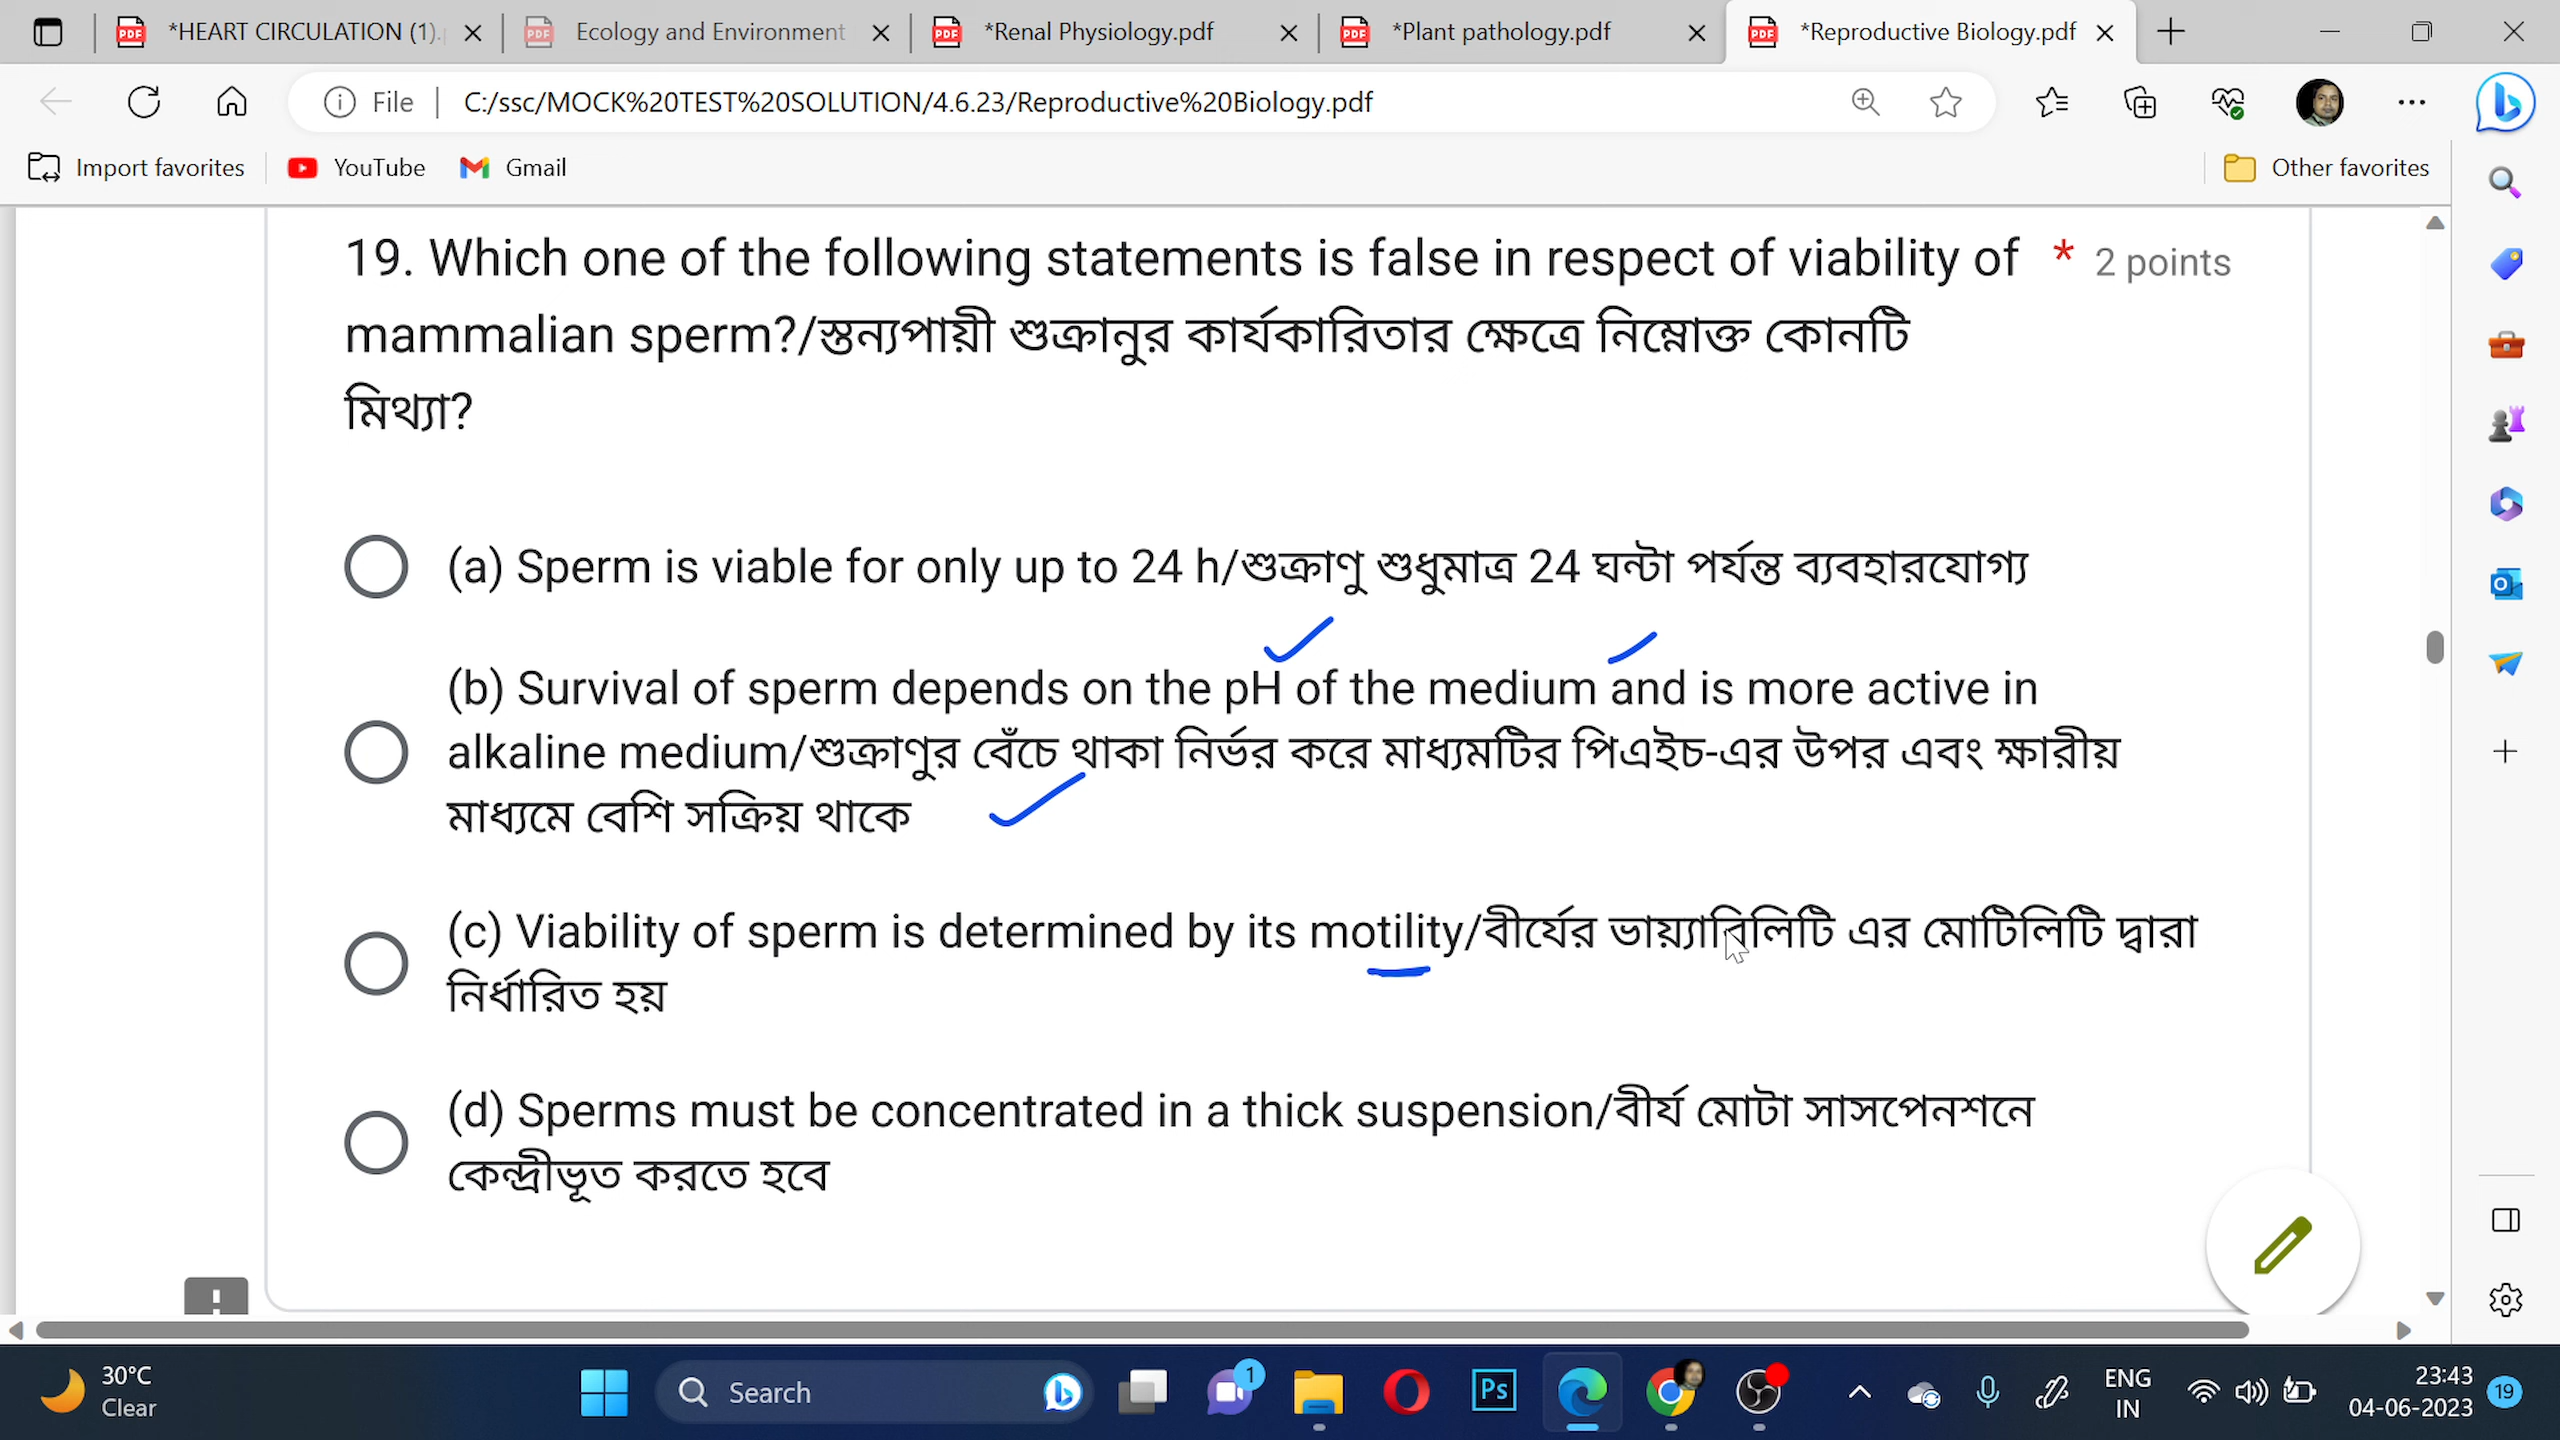 *HEART CIRCULATION (1).
Ecology and Environment
*Renal Physiology.pdf
*Plant pathology.pdf
*Reproductive Biology.pdf
File
C:/ssc/MOCK%20TEST%20SOLUTION/4.6.23/Reproductive%20Biology.pdf
Import favorites
YouTube
Gmail
Other favorites
19. Which one of the following statements is false in respect of viability of * 2 points
mammalian sperm?/স্তন্যপায়ী শুক্রানুর কার্যকারিতার ক্ষেত্রে নিম্নোক্ত কোনটি
মিথ্যা?
(a) Sperm is viable for only up to 24 h/শুক্রাণু শুধুমাত্র 24 ঘন্টা পর্যন্ত ব্যবহারযোগ্য
(b) Survival of sperm depends on the pH of the medium and is more active in
alkaline medium/শুক্রাণুর বেঁচে থাকা নির্ভর করে মাধ্যমটির পিএইচ-এর উপর এবং ক্ষারীয়
মাধ্যমে বেশি সক্রিয় থাকে
(c) Viability of sperm is determined by its motility/বীর্যের ভায়্যাবিলিটি এর মোটিলিটি দ্বারা
নির্ধারিত হয়
(d) Sperms must be concentrated in a thick suspension/বীর্য মোটা সাসপেনশনে
কেন্দ্রীভূত করতে হবে
30°C
Clear
Search
1
Ps
ENG
IN
23:43
04-06-2023
19